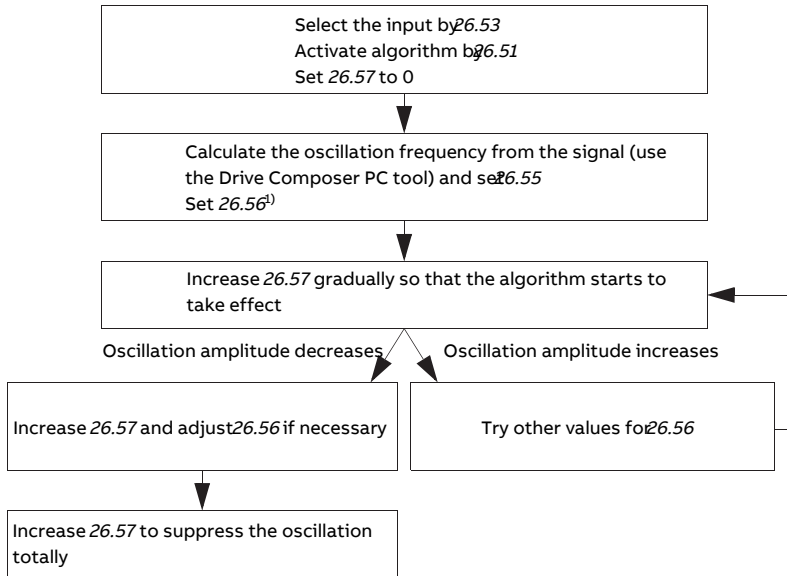 Select the input by 26.53
Activate algorithm by 26.51
Set 26.57 to 0
Calculate the oscillation frequency from the signal (use
the Drive Composer PC tool) and set 26.55
Set 26.56 1)
Increase 26.57 gradually so that the algorithm starts to
take effect
Oscillation amplitude decreases
Oscillation amplitude increases
Increase 26.57 and adjust 26.56 if necessary
Try other values for 26.56
Increase 26.57 to suppress the oscillation
totally